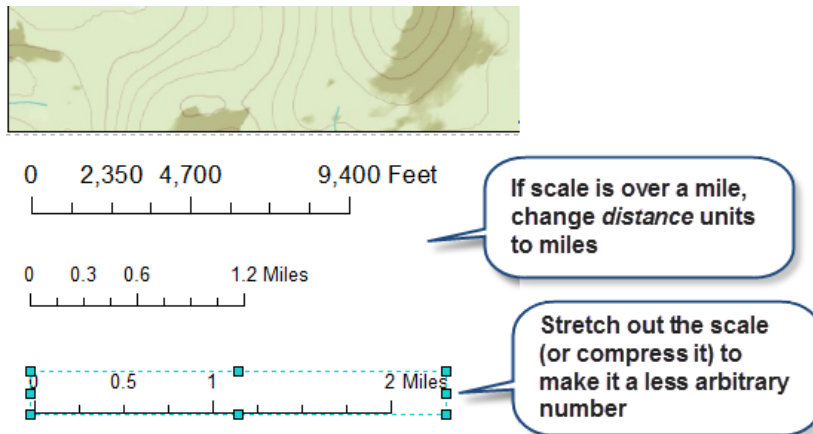 0 2,350 4,700 9,400 Feet
If scale is over a mile,
change distance units
to miles
0 0.3 0.6 1.2 Miles
Stretch out the scale
(or compress it) to
make it a less arbitrary
number
0 0.5 1 2 Miles